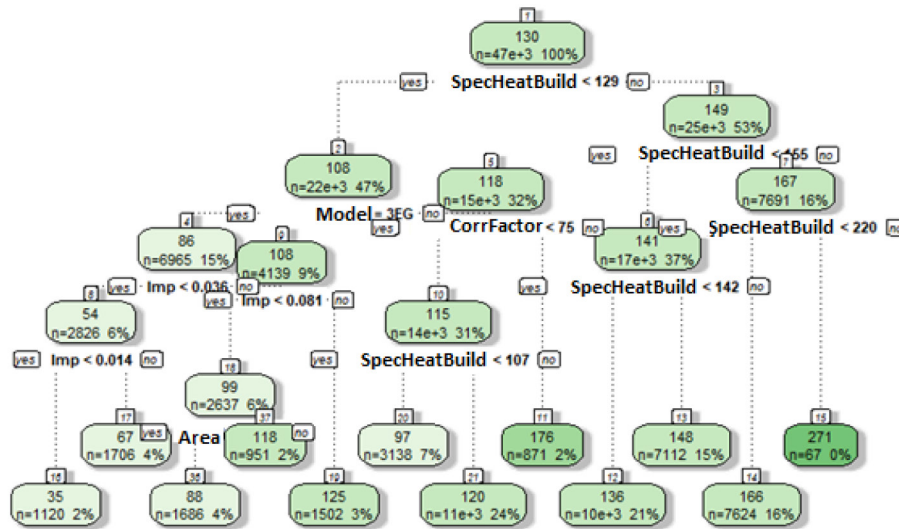 1
130
n=47e+3 100%
yes SpecHeatBuild < 129 no
3
149
n=25e+3 53%
2
108
n=22e+3 47%
yes SpecHeatBuild < 155 no
5
118
n=15e+3 32%
7
167
n=7691 16%
yes Model = 3EG no
yes CorrFactor < 75 no
yes SpecHeatBuild < 220 no
4
86
n=6965 15%
9
108
n=4139 9%
6
141
n=17e+3 37%
yes Imp < 0.036 no
yes Imp < 0.081 no
SpecHeatBuild < 142 no
8
54
n=2826 6%
10
115
n=14e+3 31%
yes Imp < 0.014 no
yes SpecHeatBuild < 107 no
18
99
n=2637 6%
17
67
n=1706 4%
yes Area no
37
118
n=951 2%
20
97
n=3138 7%
11
176
n=871 2%
13
148
n=7112 15%
15
271
n=67 0%
16
35
n=1120 2%
36
88
n=1686 4%
19
125
n=1502 3%
21
120
n=11e+3 24%
12
136
n=10e+3 21%
14
166
n=7624 16%